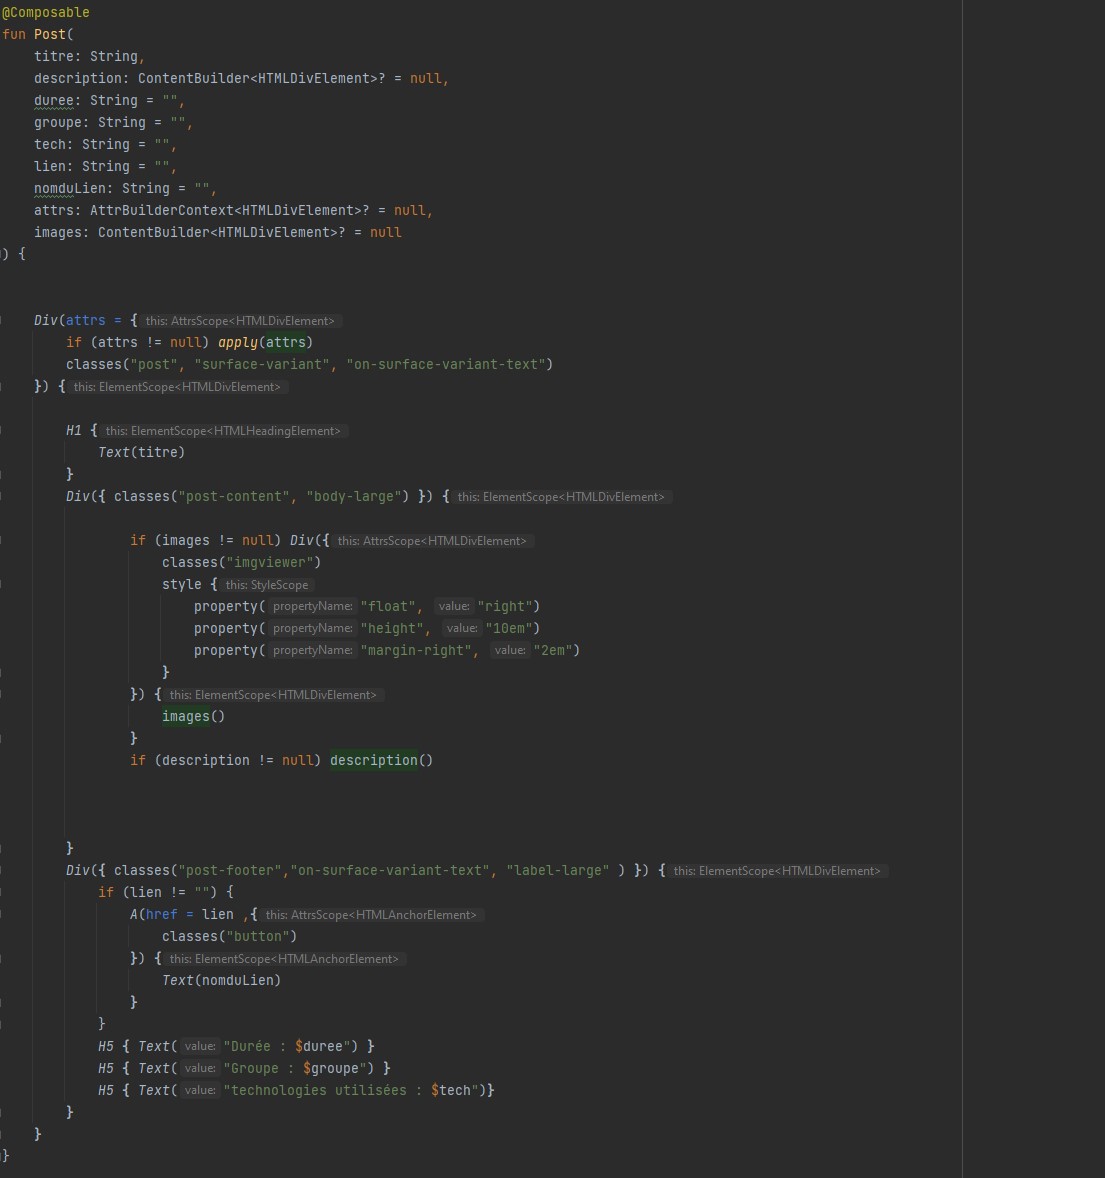 @Composable
fun Post(
    titre: String,
    description: ContentBuilder<HTMLDivElement>? = null,
    duree: String = "",
    groupe: String = "",
    tech: String = "",
    lien: String = "",
    nomduLien: String = "",
    attrs: AttrBuilderContext<HTMLDivElement>? = null,
    images: ContentBuilder<HTMLDivElement>? = null
) {
    Div(attrs = { this: AttrsScope<HTMLDivElement>
        if (attrs != null) apply(attrs)
        classes("post", "surface-variant", "on-surface-variant-text")
    }) { this: ElementScope<HTMLDivElement>
        H1 { this: ElementScope<HTMLHeadingElement>
            Text(titre)
        }
        Div({ classes("post-content", "body-large") }) { this: ElementScope<HTMLDivElement>
                if (images != null) Div({ this: AttrsScope<HTMLDivElement>
                    classes("imgviewer")
                    style { this: StyleScope
                        property( propertyName: "float", value: "right")
                        property( propertyName: "height", value: "10em")
                        property( propertyName: "margin-right", value: "2em")
                    }
                }) { this: ElementScope<HTMLDivElement>
                    images()
                }
                if (description != null) description()
        }
        Div({ classes("post-footer","on-surface-variant-text", "label-large" ) }) { this: ElementScope<HTMLDivElement>
            if (lien != "") {
                A(href = lien ,{ this: AttrsScope<HTMLAnchorElement>
                    classes("button")
                }) { this: ElementScope<HTMLAnchorElement>
                    Text(nomduLien)
                }
            }
            H5 { Text( value: "Durée : $duree") }
            H5 { Text( value: "Groupe : $groupe") }
            H5 { Text( value: "technologies utilisées : $tech")}
        }
    }
}